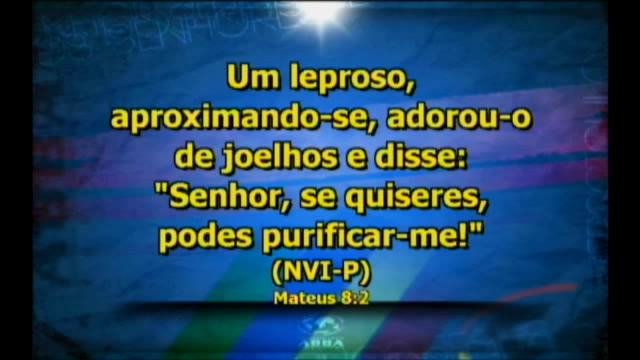 Um leproso,
aproximando-se, adorou-o
de joelhos e disse:
"Senhor, se quiseres,
podes purificar-me!"
(NVI-P)
Mateus 8:2